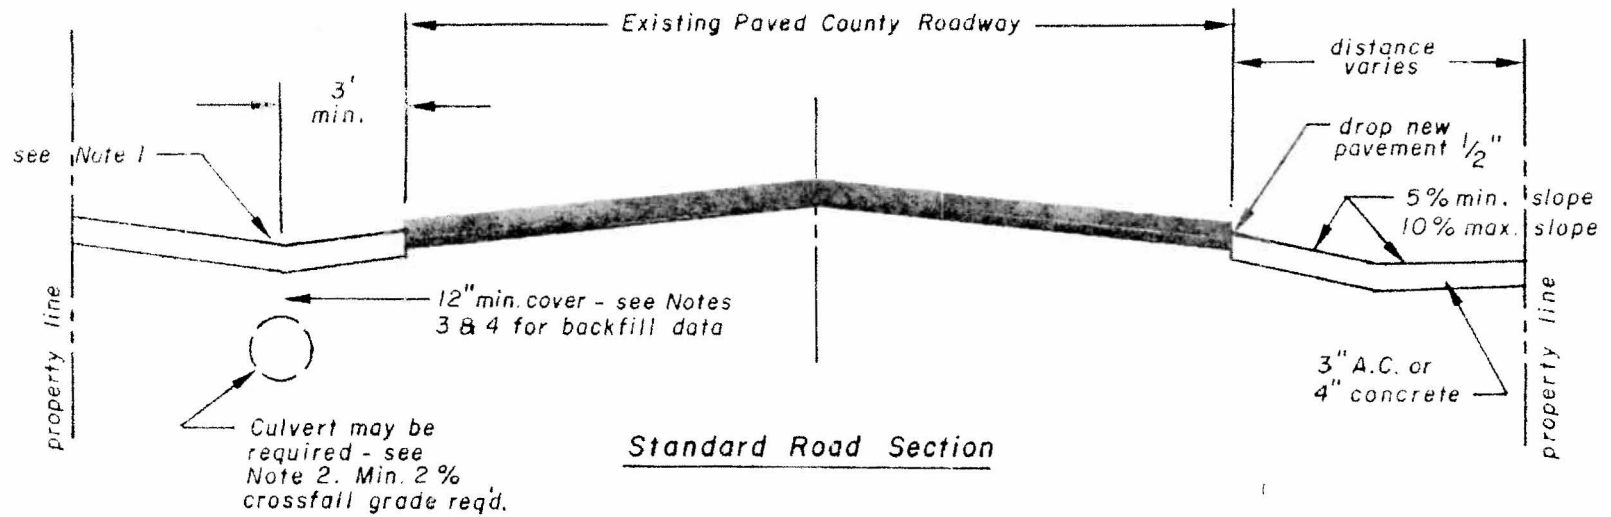 Existing Paved County Roadway
distance
varies
3'
min.
see Note 1
drop new
pavement 1/2"
5% min. slope
10% max. slope
12" min. cover - see Notes
3 & 4 for backfill data
property line
property line
3" A.C. or
4" concrete
Culvert may be
required - see
Note 2. Min. 2%
crossfall grade req'd.
Standard Road Section